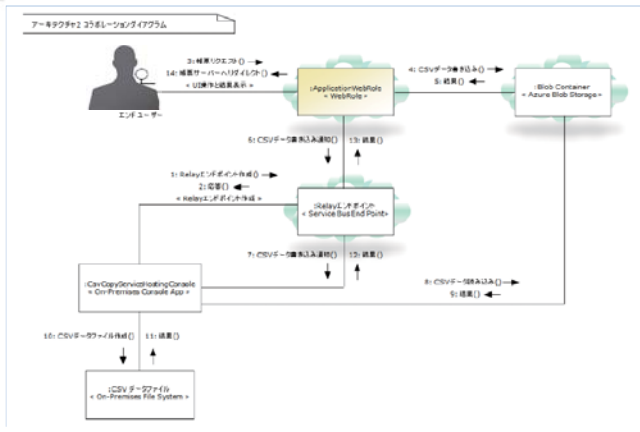 アーキテクチャ2 コラボレーションダイアグラム
3: 帳票リクエスト()
14: 帳票サーバーへリダイレクト()
« UI操作と結果表示 »
エンドユーザー
:ApplicationWebRole
« WebRole »
4: CSVデータ書き込み()
5: 結果()
:Blob Container
« Azure Blob Storage »
6: CSVデータ書き込み通知()
13: 結果()
1: Relayエンドポイント作成()
2: 応答()
« Relayエンドポイント作成 »
:Relayエンドポイント
« Service Bus End Point »
7: CSVデータ書き込み通知()
12: 結果()
:CsvCopyServiceHostingConsole
« On-Premises Console App »
8: CSVデータ読み込み()
9: 結果()
10: CSVデータファイル作成()
11: 結果()
:CSV データファイル
« On-Premises File System »